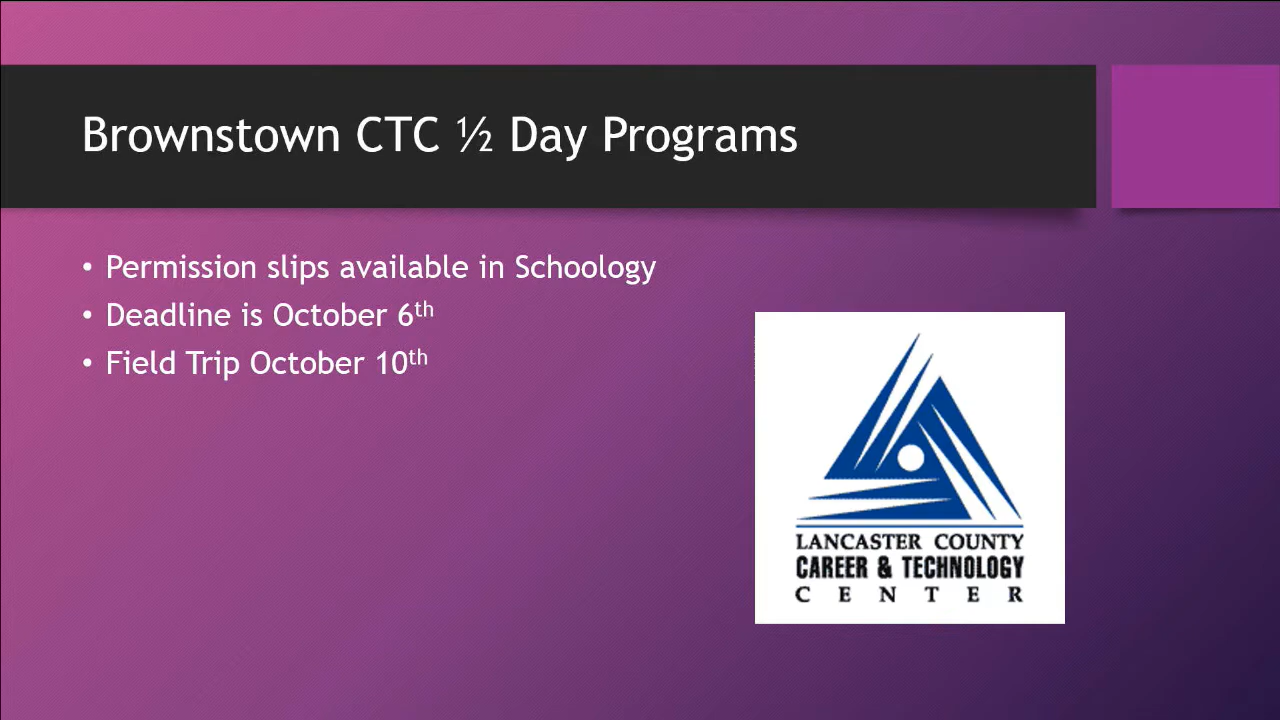 Brownstown CTC ½ Day Programs
• Permission slips available in Schoology
• Deadline is October 6th
• Field Trip October 10th
LANCASTER COUNTY
CAREER & TECHNOLOGY
CENTER